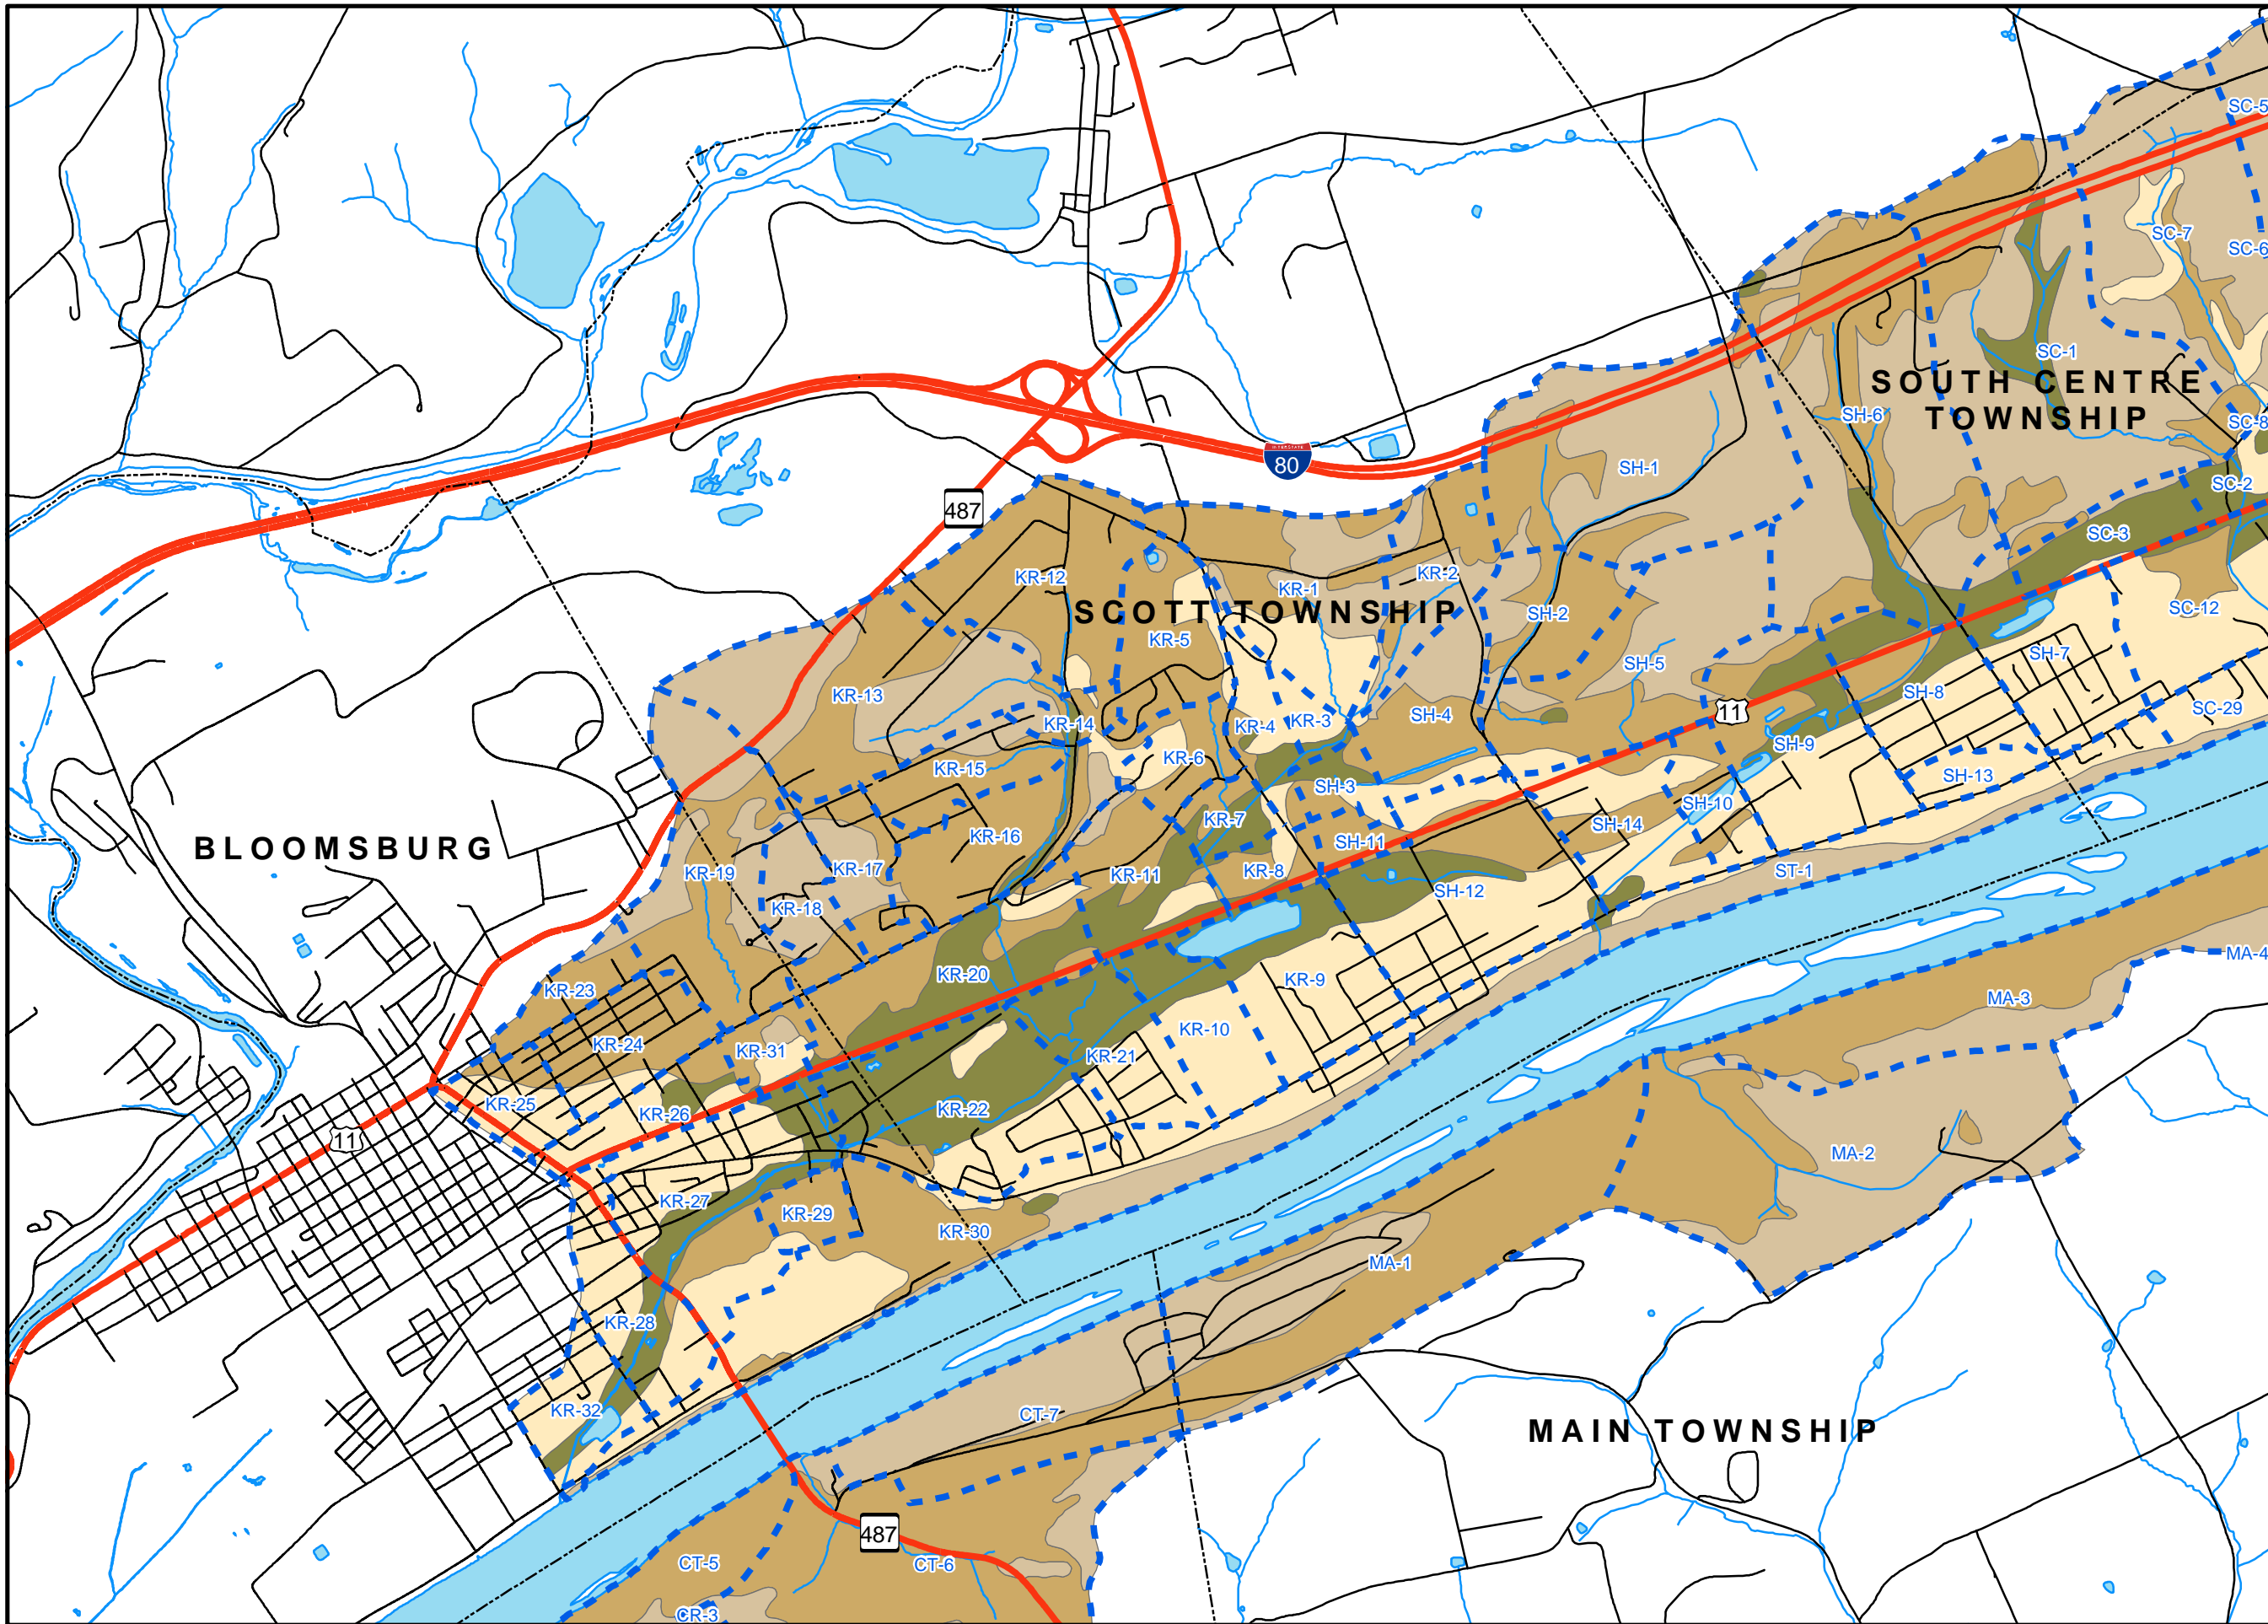 SC-5
SC-7
SC-6
SC-1
SOUTH CENTRE
TOWNSHIP
SH-6
SC-8
INTERSTATE
80
SH-1
SC-2
487
SC-3
KR-12
KR-1
KR-2
SCOTT TOWNSHIP
SH-2
SC-12
KR-5
SH-5
SH-7
KR-13
SH-8
SC-29
KR-14
KR-4
KR-3
SH-4
11
SH-9
KR-15
KR-6
SH-13
SH-3
SH-10
KR-7
SH-14
BLOOMSBURG
KR-16
SH-11
KR-19
KR-17
KR-11
KR-8
ST-1
SH-12
KR-18
MA-4
KR-20
KR-9
KR-23
MA-3
KR-10
KR-24
KR-31
KR-21
KR-25
KR-26
KR-22
11
MA-2
KR-27
KR-29
KR-30
MA-1
KR-28
KR-32
CT-7
MAIN TOWNSHIP
487
CT-5
CT-6
CR-3